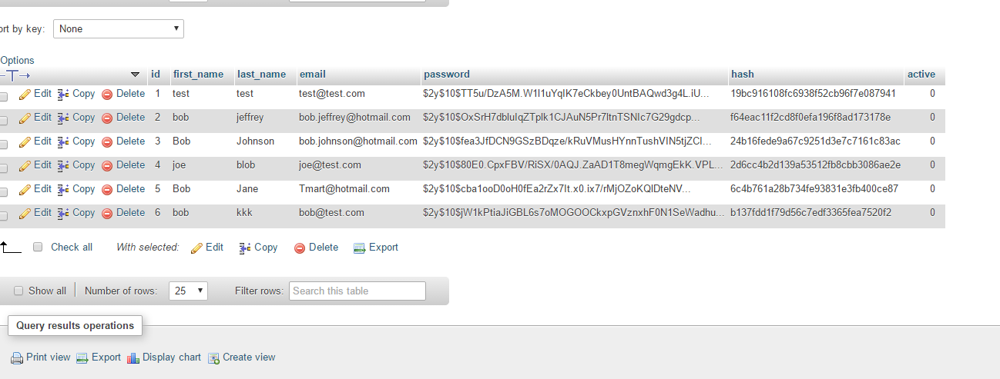 ort by key: None
Options
id first_name last_name email password hash active
Edit Copy Delete 1 test test test@test.com $2y$10$TT5u/DzA5M.W1l1uYqIK7eCkbey0UntBAQwd3g4L.iU... 19bc916108fc6938f52cb96f7e087941 0
Edit Copy Delete 2 bob jeffrey bob.jeffrey@hotmail.com $2y$10$OxSrH7dbluIqZTplk1CJAuN5Pr7ltnTSNIc7G29gdcp... f64eac11f2cd8f0efa196f8ad173178e 0
Edit Copy Delete 3 Bob Johnson bob.johnson@hotmail.com $2y$10$fea3JfDCN9GSzBDqze/kRuVMusHYnnTushVIN5tjZCI... 24b16fede9a67c9251d3e7c7161c83ac 0
Edit Copy Delete 4 joe blob joe@test.com $2y$10$80E0.CpxFBV/RiSX/0AQJ.ZaAD1T8megWqmgEkK.VPL... 2d6cc4b2d139a53512fb8cbb3086ae2e 0
Edit Copy Delete 5 Bob Jane Tmart@hotmail.com $2y$10$cba1ooD0oH0fEa2rZx7It.x0.ix7/rMjOZoKQIDteNV... 6c4b761a28b734fe93831e3fb400ce87 0
Edit Copy Delete 6 bob kkk bob@test.com $2y$10$jW1kPtiaJiGBL6s7oMOGOOCkxpGVznxhF0N1SeWadhu... b137fdd1f79d56c7edf3365fea7520f2 0
Check all With selected: Edit Copy Delete Export
Show all Number of rows: 25 Filter rows: Search this table
Query results operations
Print view Export Display chart Create view